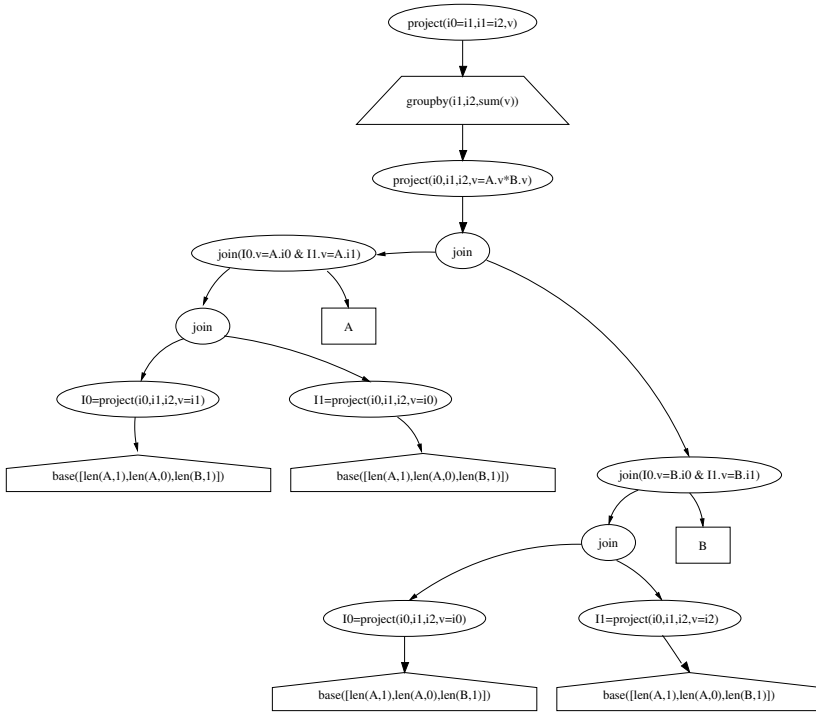 project(i0=i1,i1=i2,v)
groupby(i1,i2,sum(v))
project(i0,i1,i2,v=A.v*B.v)
join(I0.v=A.i0 & I1.v=A.i1)
join
join
A
I0=project(i0,i1,i2,v=i1)
I1=project(i0,i1,i2,v=i0)
base([len(A,1),len(A,0),len(B,1)])
base([len(A,1),len(A,0),len(B,1)])
join(I0.v=B.i0 & I1.v=B.i1)
join
B
I0=project(i0,i1,i2,v=i0)
I1=project(i0,i1,i2,v=i2)
base([len(A,1),len(A,0),len(B,1)])
base([len(A,1),len(A,0),len(B,1)])